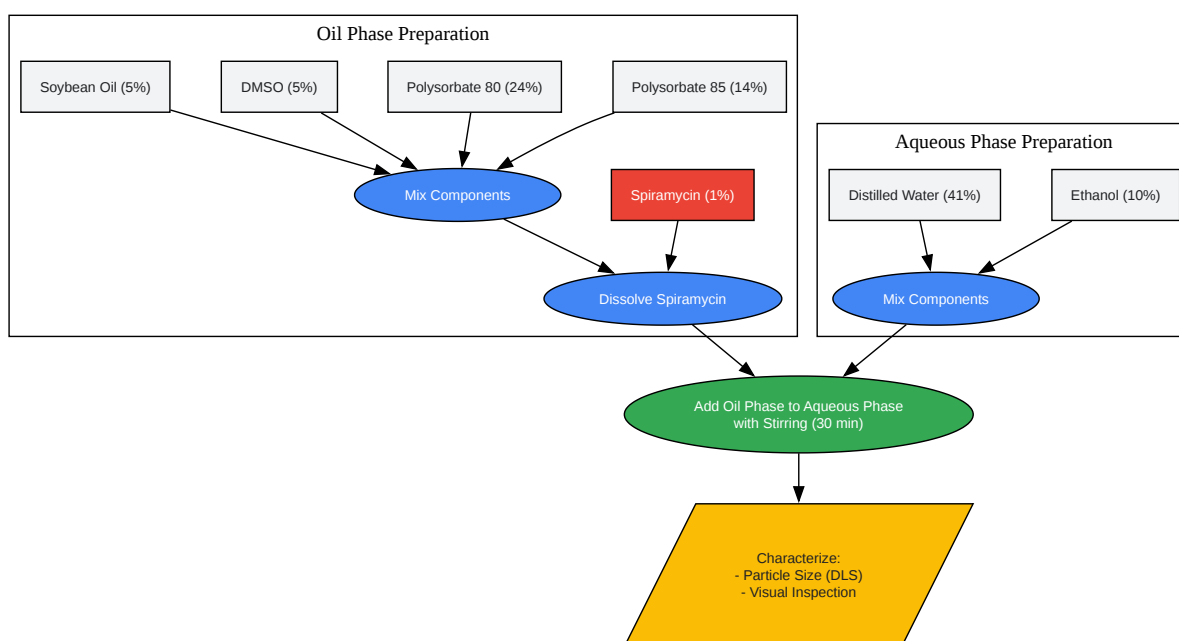 Oil Phase Preparation
Soybean Oil (5%)
DMSO (5%)
Polysorbate 80 (24%)
Polysorbate 85 (14%)
Mix Components
Spiramycin (1%)
Dissolve Spiramycin
Aqueous Phase Preparation
Distilled Water (41%)
Ethanol (10%)
Mix Components
Add Oil Phase to Aqueous Phase
with Stirring (30 min)
Characterize:
- Particle Size (DLS)
- Visual Inspection